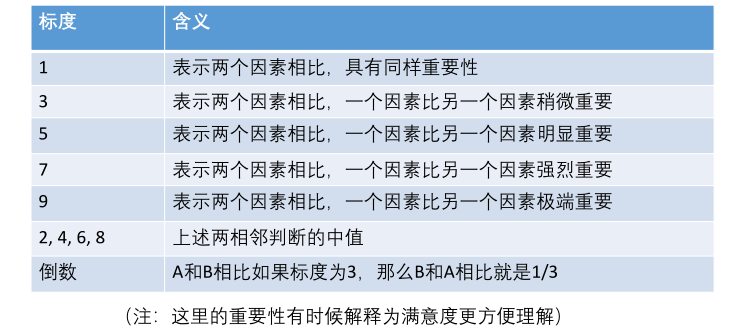 标度 含义
1 表示两个因素相比，具有同样重要性
3 表示两个因素相比，一个因素比另一个因素稍微重要
5 表示两个因素相比，一个因素比另一个因素明显重要
7 表示两个因素相比，一个因素比另一个因素强烈重要
9 表示两个因素相比，一个因素比另一个因素极端重要
2, 4, 6, 8 上述两相邻判断的中值
倒数 A和B相比如果标度为3，那么B和A相比就是1/3
（注：这里的重要性有时候解释为满意度更方便理解）